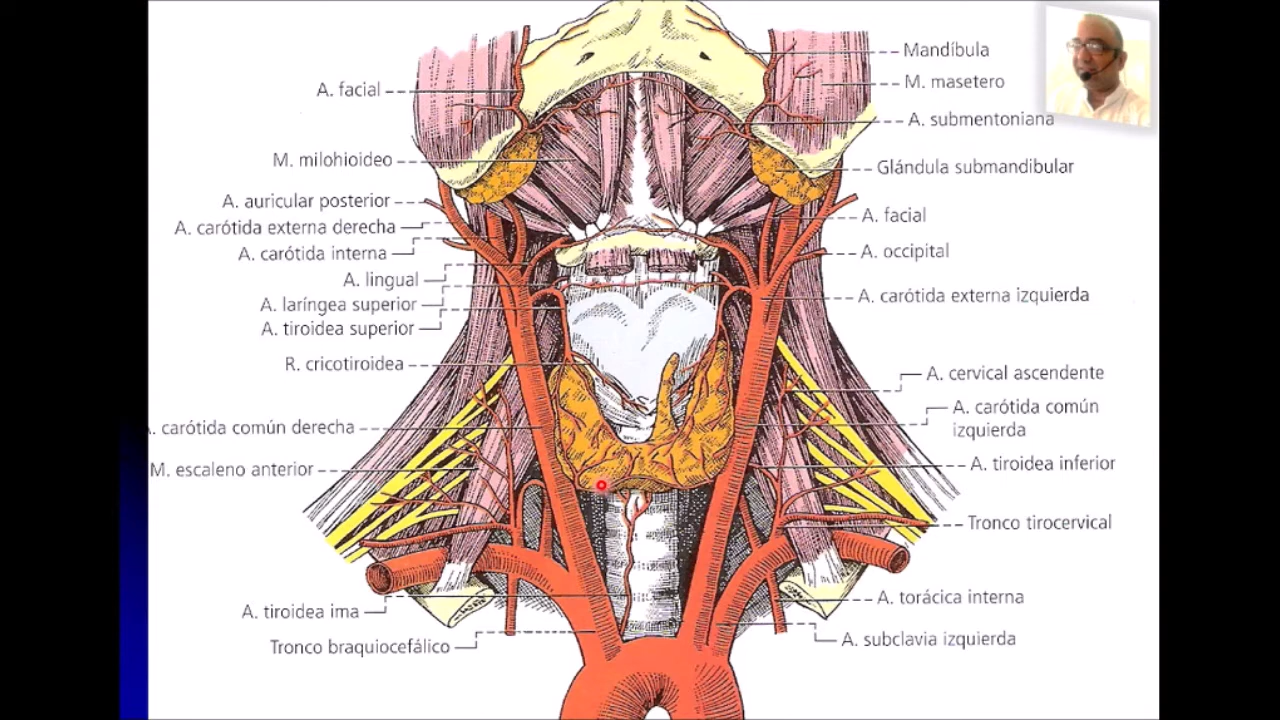 A. facial
M. milohioideo
A. auricular posterior
A. carótida externa derecha
A. carótida interna
A. lingual
A. laríngea superior
A. tiroidea superior
R. cricotiroidea
. carótida común derecha
M. escaleno anterior
A. tiroidea ima
Tronco braquiocefálico
Mandíbula
M. masetero
A. submentoniana
Glándula submandibular
A. facial
A. occipital
A. carótida externa izquierda
A. cervical ascendente
A. carótida común
izquierda
A. tiroidea inferior
Tronco tirocervical
A. torácica interna
A. subclavia izquierda